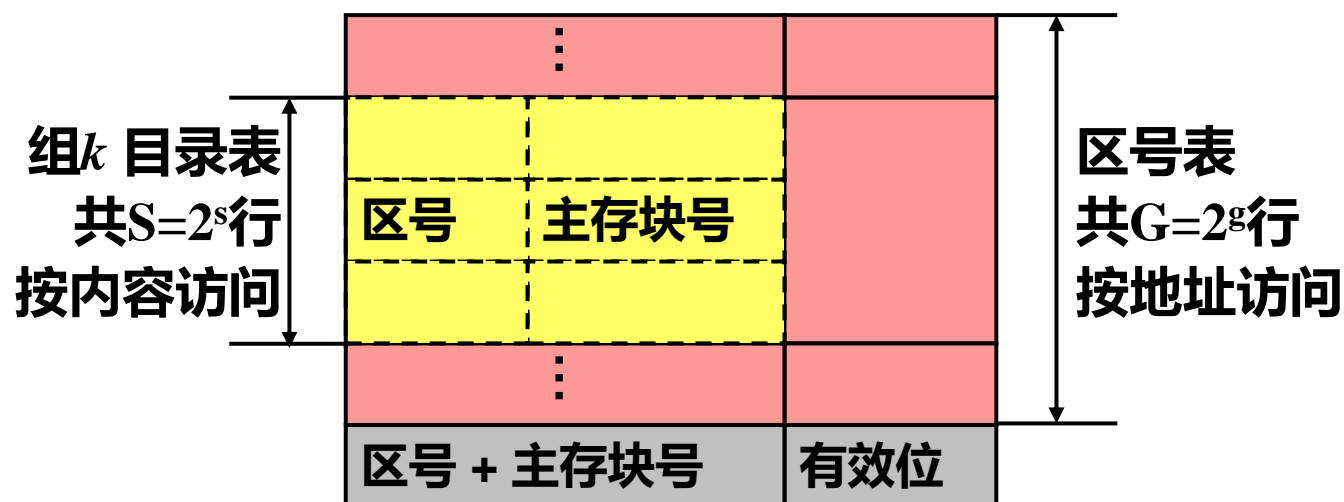 ⋮
组k 目录表
共S=2ˢ行
按内容访问
区号 主存块号
区号表
共G=2ᵍ行
按地址访问
⋮
区号 + 主存块号 有效位